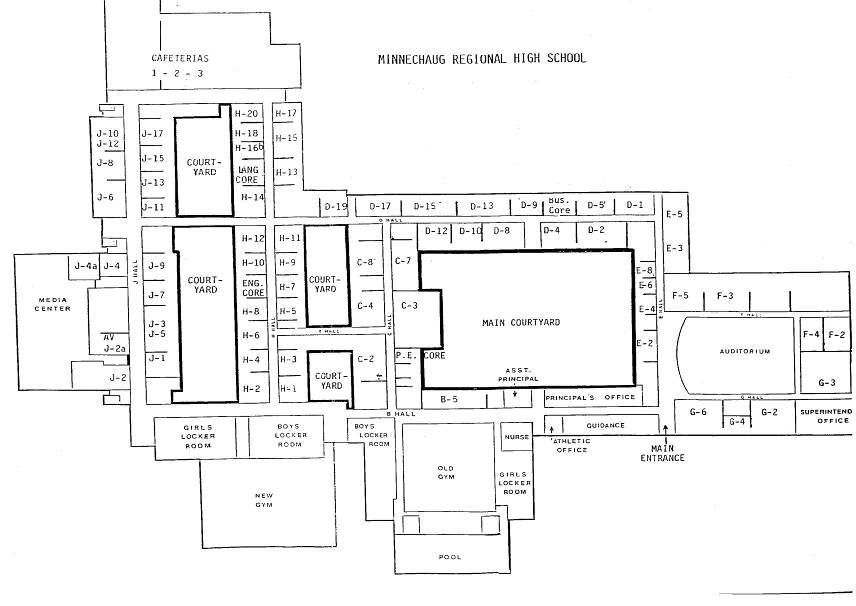 CAFETERIAS
1 - 2 - 3
MINNECHAUG REGIONAL HIGH SCHOOL
H-20
H-17
J-10
J-17
H-18
H-15
J-12
H-16b
J-8
J-15
COURT-
YARD
LANG
CORE
H-13
J-13
J-6
H-14
J-11
D-19
D-17
D-15
D-13
D-9
Bus.
Core
D-5'
D-1
E-5
D HALL
D-12
D-10
D-8
D-4
D-2
H-12
H-11
E-3
J-4a
J-4
J-9
H-10
H-9
C-8
C-7
E-8
J HALL
COURT-
YARD
ENG.
CORE
H-7
COURT-
YARD
E-6
MEDIA
CENTER
J-7
F-5
F-3
H-8
H-5
C-4
C-3
E-4
E HALL
F HALL
J-3
J-5
H HALL
C HALL
MAIN COURTYARD
AV
J-2a
H-6
F HALL
E-2
F-4
F-2
AUDITORIUM
J-1
H-4
H-3
C-2
P.E. CORE
J-2
COURT-
YARD
ASST.
PRINCIPAL
G-3
H-2
H-1
B-5
PRINCIPAL'S OFFICE
G HALL
B HALL
G-6
G-4
G-2
SUPERINTEND
OFFICE
GIRLS
LOCKER
ROOM
BOYS
LOCKER
ROOM
BOYS
LOCKER
ROOM
NURSE
GUIDANCE
ATHLETIC
OFFICE
MAIN
ENTRANCE
OLD
GYM
GIRLS
LOCKER
ROOM
NEW
GYM
POOL